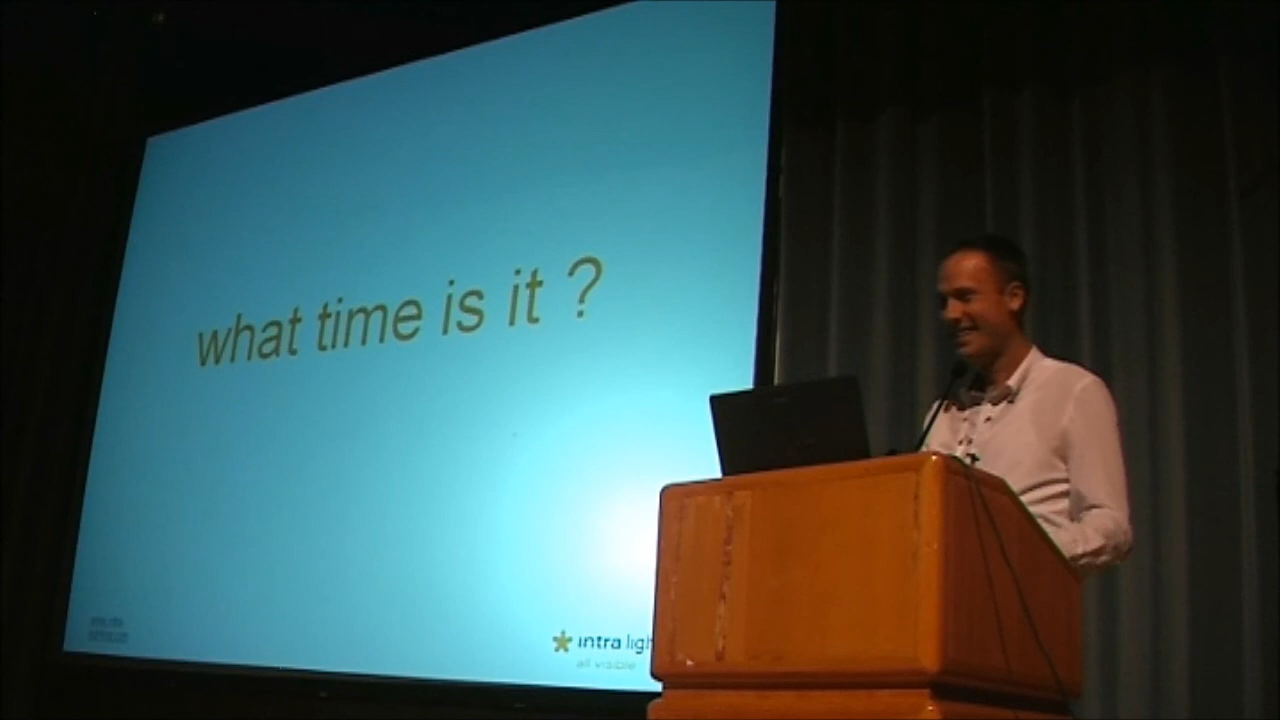 what time is it ?
intra ligh
all visible